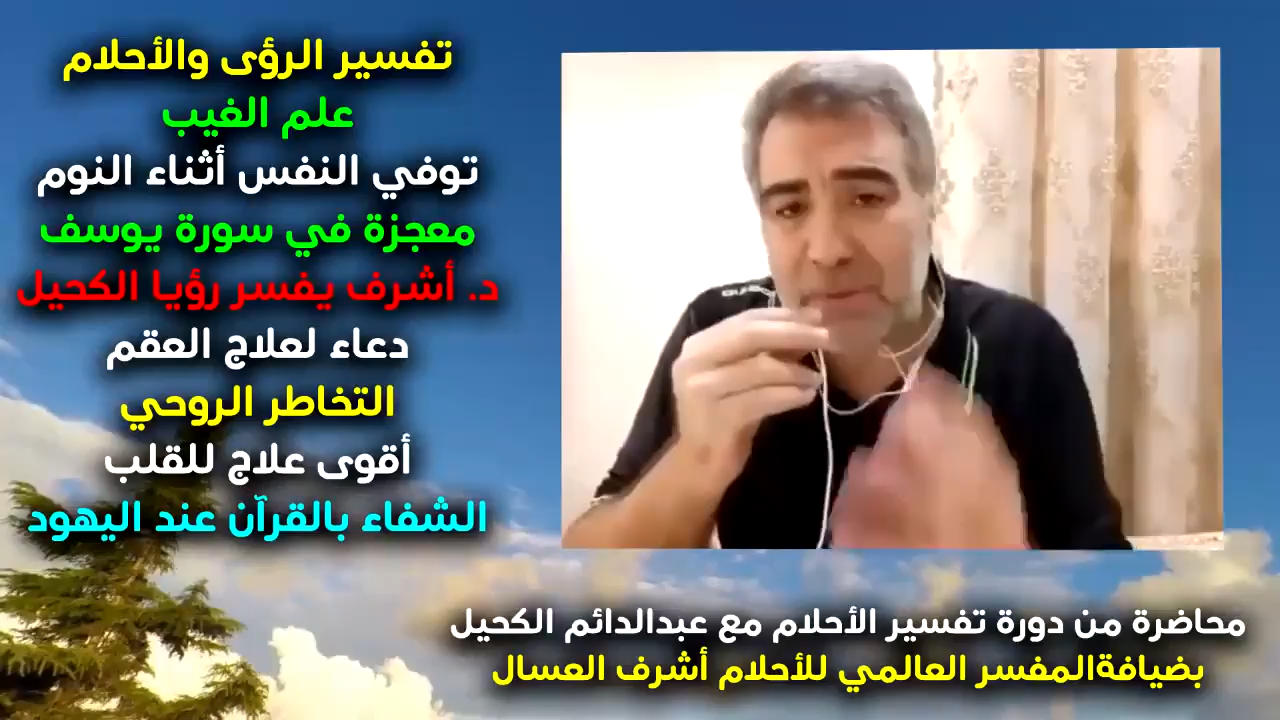 تفسير الرؤى والأحلام
علم الغيب
توفي النفس أثناء النوم
معجزة في سورة يوسف
د. أشرف يفسر رؤيا الكحيل
دعاء لعلاج العقم
التخاطر الروحي
أقوى علاج للقلب
الشفاء بالقرآن عند اليهود
محاضرة من دورة تفسير الأحلام مع عبدالدائم الكحيل
بضيافةالمفسر العالمي للأحلام أشرف العسال